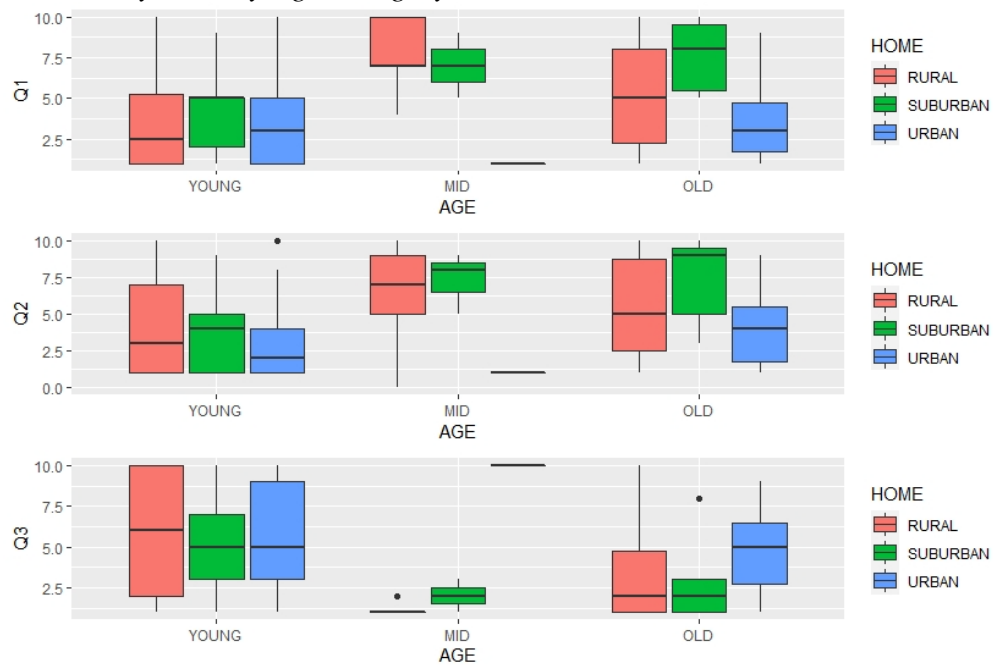 10.0
7.5
5.0
2.5
Q1
YOUNG
MID
OLD
AGE
HOME
RURAL
SUBURBAN
URBAN
10.0
7.5
5.0
2.5
0.0
Q2
YOUNG
MID
OLD
AGE
HOME
RURAL
SUBURBAN
URBAN
10.0
7.5
5.0
2.5
Q3
YOUNG
MID
OLD
AGE
HOME
RURAL
SUBURBAN
URBAN